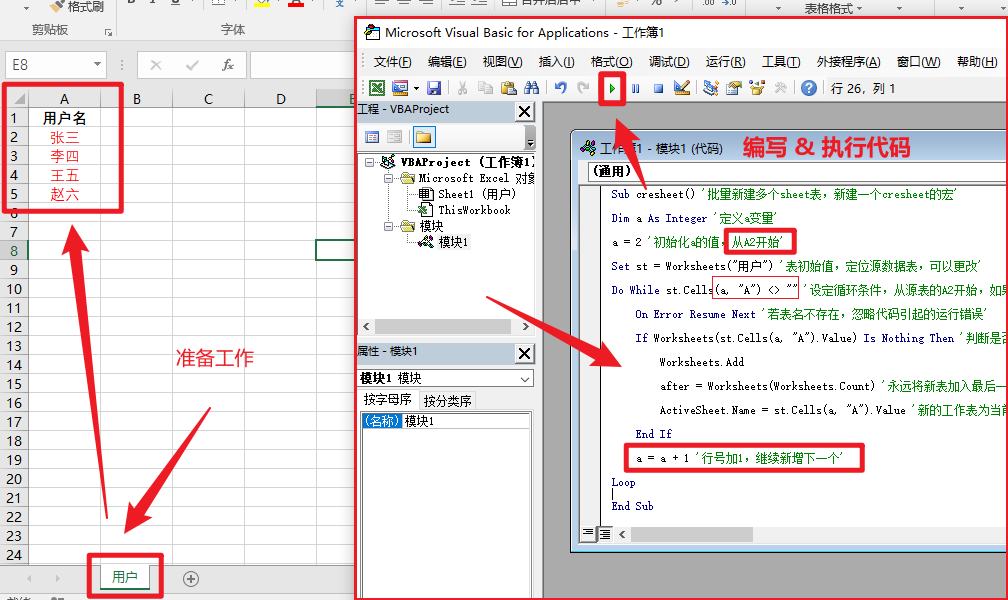 格式刷
合并后居中
剪贴板
字体
表格格式
E8
fx
A B C D E
1 用户名
2 张三
3 李四
4 王五
5 赵六
6
7
8
9
10
11
12
13
14
15
16
17
18
19
20
21
22
23
24
准备工作
用户
Microsoft Visual Basic for Applications - 工作簿1
文件(F) 编辑(E) 视图(V) 插入(I) 格式(O) 调试(D) 运行(R) 工具(T) 外接程序(A) 窗口(W) 帮助(H)
行 26, 列 1
工程 - VBAProject
VBAProject (工作簿1)
Microsoft Excel 对象
Sheet1 (用户)
ThisWorkbook
模块
模块1
属性 - 模块1
模块1 模块
按字母序 按分类序
(名称) 模块1
编写 & 执行代码
工作簿1 - 模块1 (代码)
(通用)
Sub cresheet() '批量新建多个sheet表，新建一个cresheet的宏'
Dim a As Integer '定义a变量'
a = 2 '初始化a的值，从A2开始'
Set st = Worksheets("用户") '表初始值，定位源数据表，可以更改'
Do While st.Cells(a, "A") <> "" '设定循环条件，从源表的A2开始，如果
On Error Resume Next '若表名不存在，忽略代码引起的运行错误'
If Worksheets(st.Cells(a, "A").Value) Is Nothing Then '判断是否
Worksheets.Add
after = Worksheets(Worksheets.Count) '永远将新表加入最后一
ActiveSheet.Name = st.Cells(a, "A").Value '新的工作表为当前
End If
a = a + 1 '行号加1，继续新增下一个'
Loop
End Sub